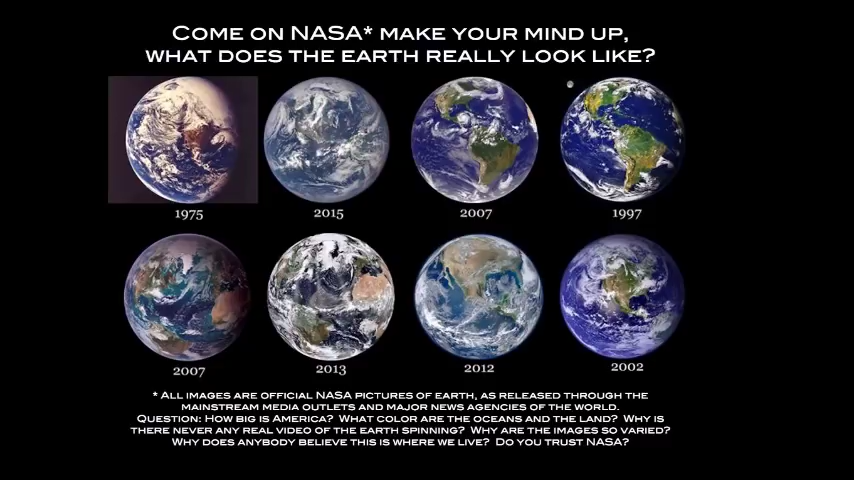 COME ON NASA* MAKE YOUR MIND UP,
WHAT DOES THE EARTH REALLY LOOK LIKE?
1975
2015
2007
1997
2007
2013
2012
2002
* ALL IMAGES ARE OFFICIAL NASA PICTURES OF EARTH, AS RELEASED THROUGH THE
MAINSTREAM MEDIA OUTLETS AND MAJOR NEWS AGENCIES OF THE WORLD.
QUESTION: HOW BIG IS AMERICA? WHAT COLOR ARE THE OCEANS AND THE LAND? WHY IS
THERE NEVER ANY REAL VIDEO OF THE EARTH SPINNING? WHY ARE THE IMAGES SO VARIED?
WHY DOES ANYBODY BELIEVE THIS IS WHERE WE LIVE? DO YOU TRUST NASA?